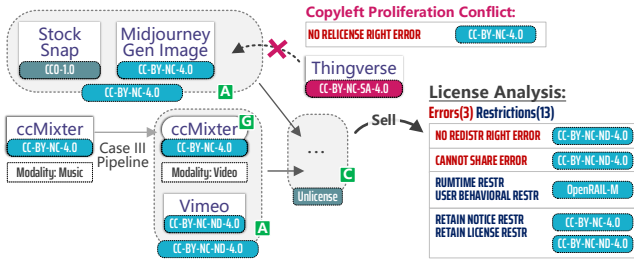 Copyleft Proliferation Conflict:
NO RELICENSE RIGHT ERROR
CC-BY-NC-4.0
Stock
Snap
CC0-1.0
Midjourney
Gen Image
CC-BY-NC-4.0
CC-BY-NC-4.0
A
Thingverse
CC-BY-NC-SA-4.0
ccMixter
CC-BY-NC-4.0
Modality: Music
Case III
Pipeline
G
ccMixter
CC-BY-NC-4.0
Modality: Video
Vimeo
CC-BY-NC-ND-4.0
A
CC-BY-NC-ND-4.0
...
C
Unlicense
Sell
License Analysis:
Errors(3) Restrictions(13)
NO REDISTR RIGHT ERROR
CC-BY-NC-ND-4.0
CANNOT SHARE ERROR
CC-BY-NC-ND-4.0
RUMTIME RESTR
USER BEHAVIORAL RESTR
OpenRAIL-M
RETAIN NOTICE RESTR
RETAIN LICENSE RESTR
CC-BY-NC-4.0
CC-BY-NC-ND-4.0